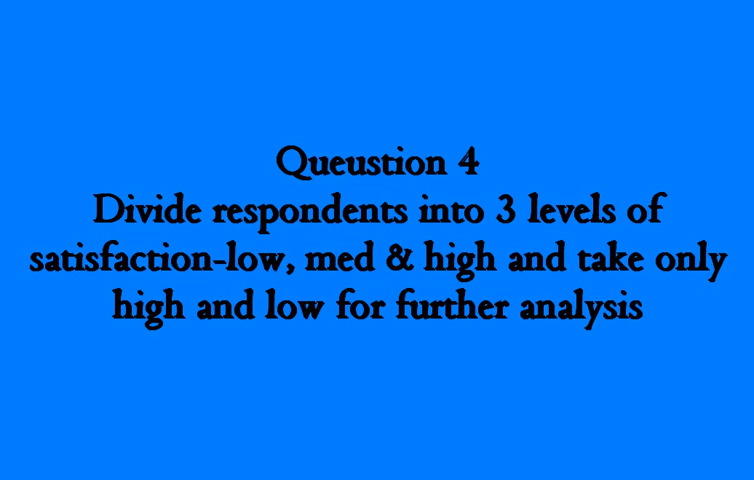 Queustion 4
Divide respondents into 3 levels of
satisfaction-low, med & high and take only
high and low for further analysis